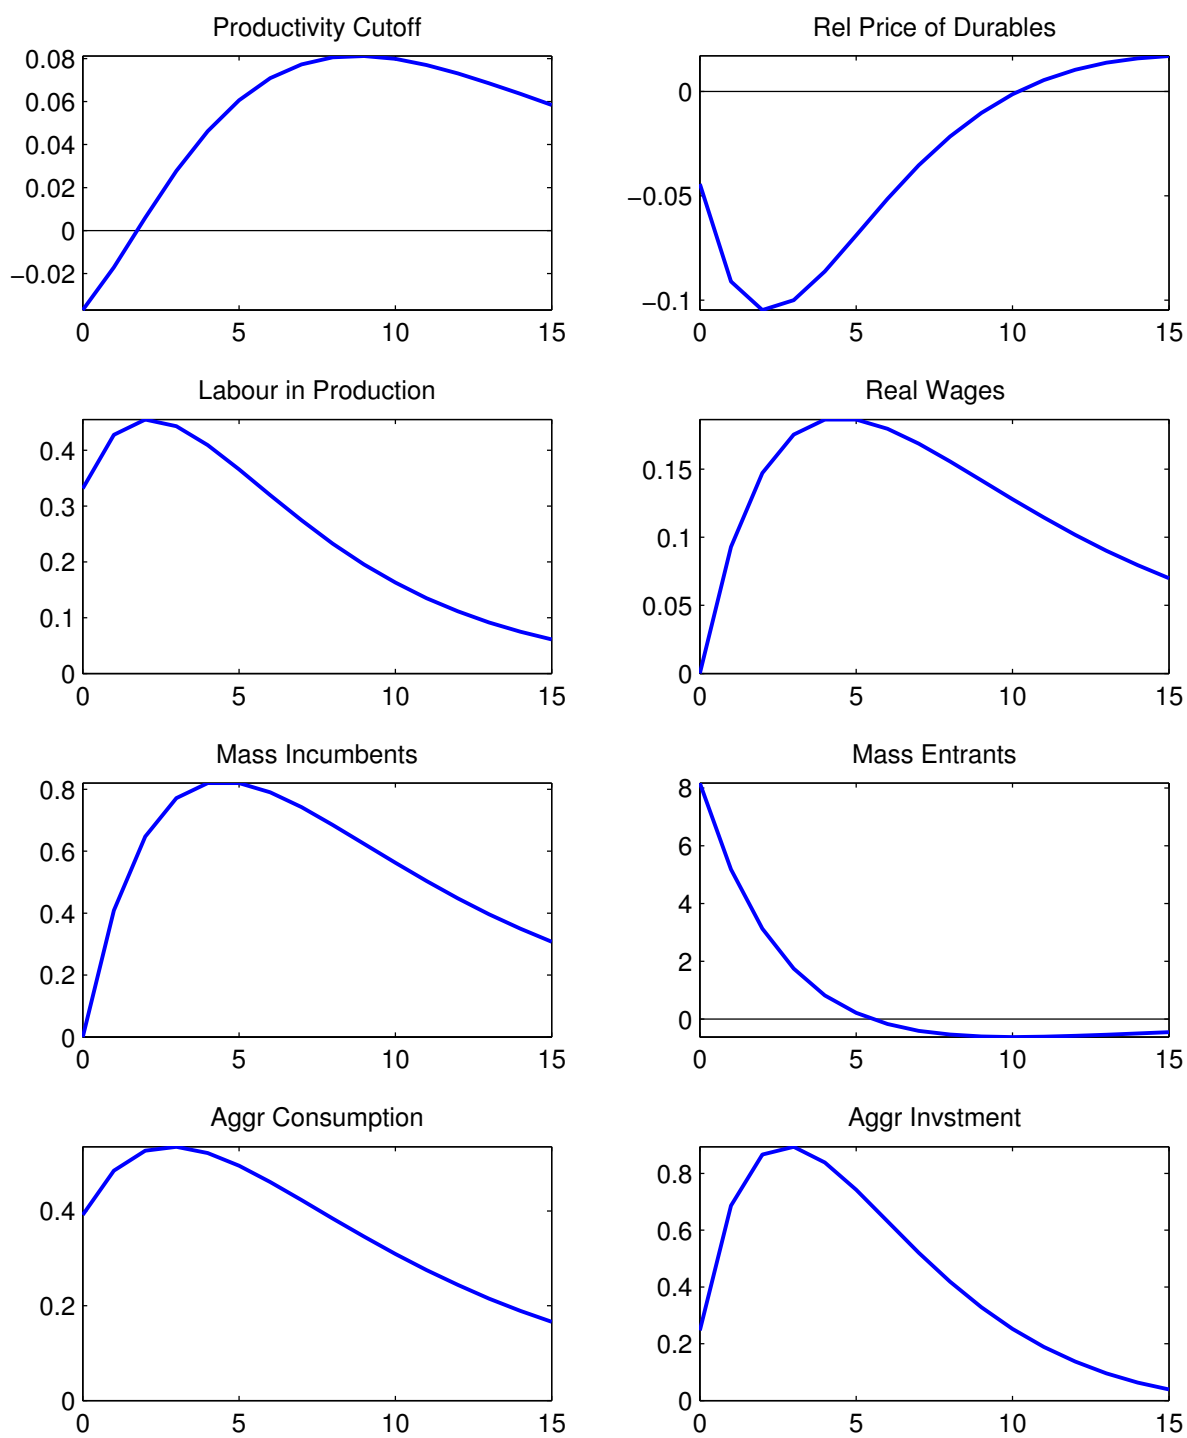 Productivity Cutoff
0.08
0.06
0.04
0.02
0
−0.02
0 5 10 15
Rel Price of Durables
0
−0.05
−0.1
0 5 10 15
Labour in Production
0.4
0.3
0.2
0.1
0
0 5 10 15
Real Wages
0.15
0.1
0.05
0
0 5 10 15
Mass Incumbents
0.8
0.6
0.4
0.2
0
0 5 10 15
Mass Entrants
8
6
4
2
0
0 5 10 15
Aggr Consumption
0.4
0.2
0
0 5 10 15
Aggr Invstment
0.8
0.6
0.4
0.2
0
0 5 10 15